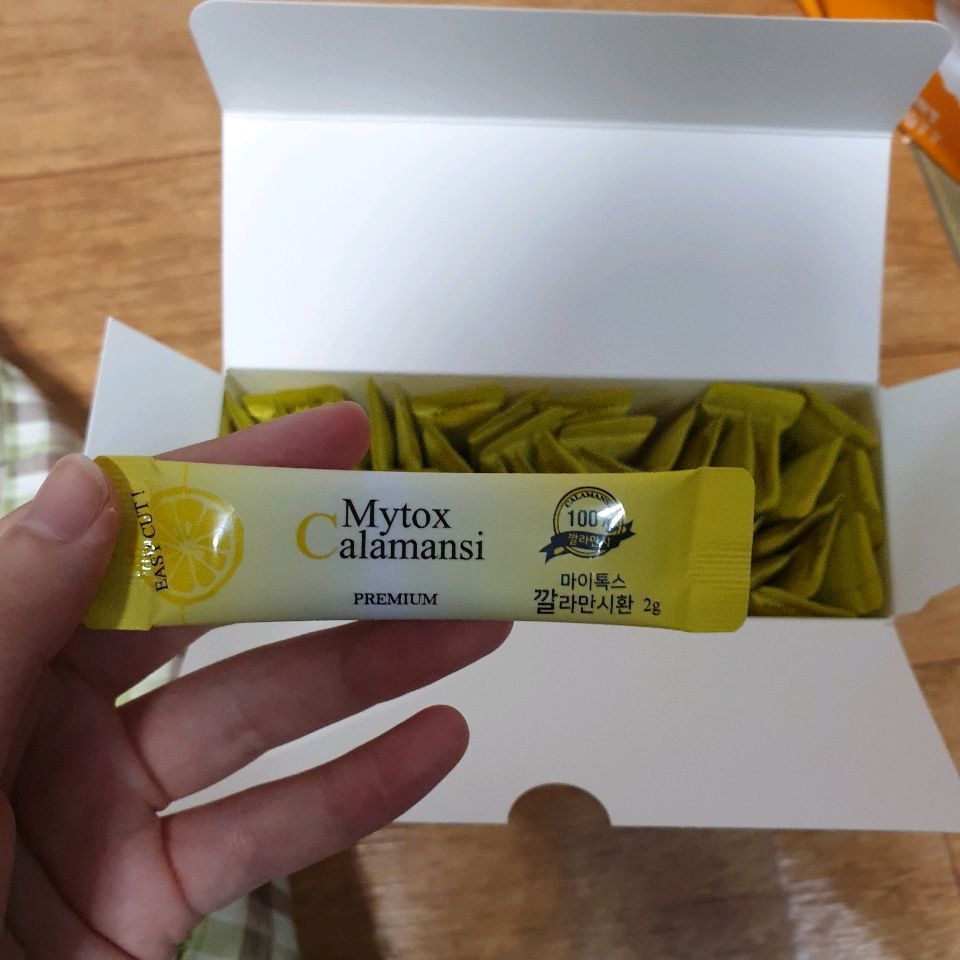 EASY CUT!
Mytox
Calamansi
PREMIUM
CALAMANSI
100%
깔라만시
마이톡스
깔라만시환 2g